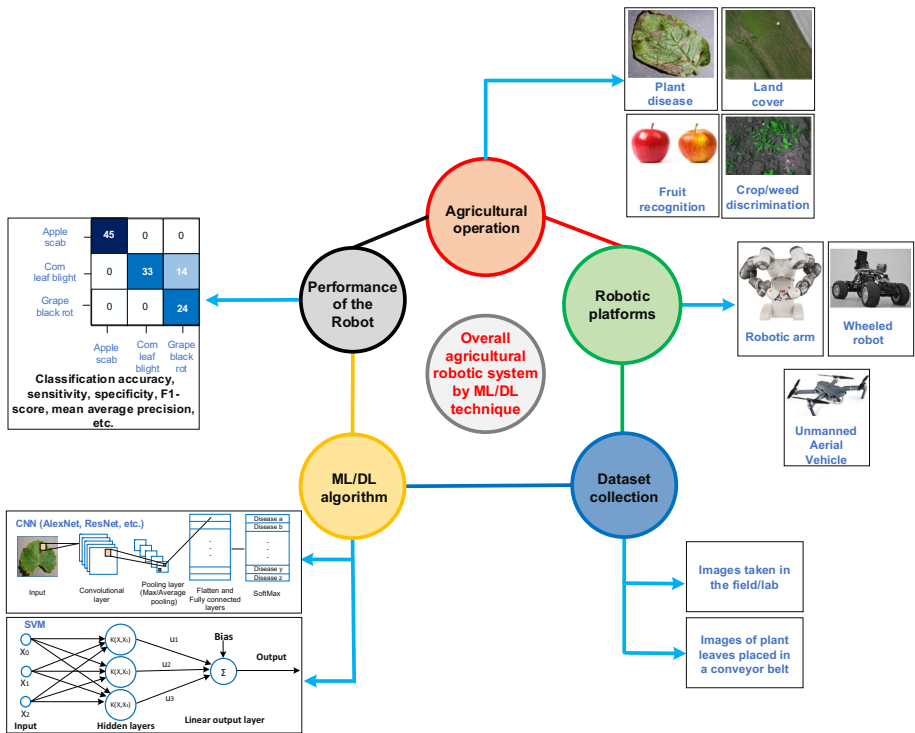 Plant
disease
Land
cover
Fruit
recognition
Crop/weed
discrimination
Agricultural
operation
Performance
of the
Robot
Robotic
platforms
Overall
agricultural
robotic system
by ML/DL
technique
ML/DL
algorithm
Dataset
collection
Apple
scab
45
0
0
Corn
leaf blight
0
33
14
Grape
black rot
0
0
24
Apple
scab
Corn
leaf
blight
Grape
black
rot
Classification accuracy,
sensitivity, specificity, F1-
score, mean average precision,
etc.
Robotic arm
Wheeled
robot
Unmanned
Aerial
Vehicle
Images taken in
the field/lab
Images of plant
leaves placed in
a conveyor belt
CNN (AlexNet, ResNet, etc.)
Input
Convolutional
layer
Pooling layer
(Max/Average
pooling)
Flatten and
Fully connected
layers
Disease a
Disease b
Disease y
Disease z
SoftMax
SVM
X0
X1
X2
Input
K(X,X₁)
K(X,X₁)
K(X,X₁)
Hidden layers
u1
u2
u3
Bias
Σ
Output
Linear output layer